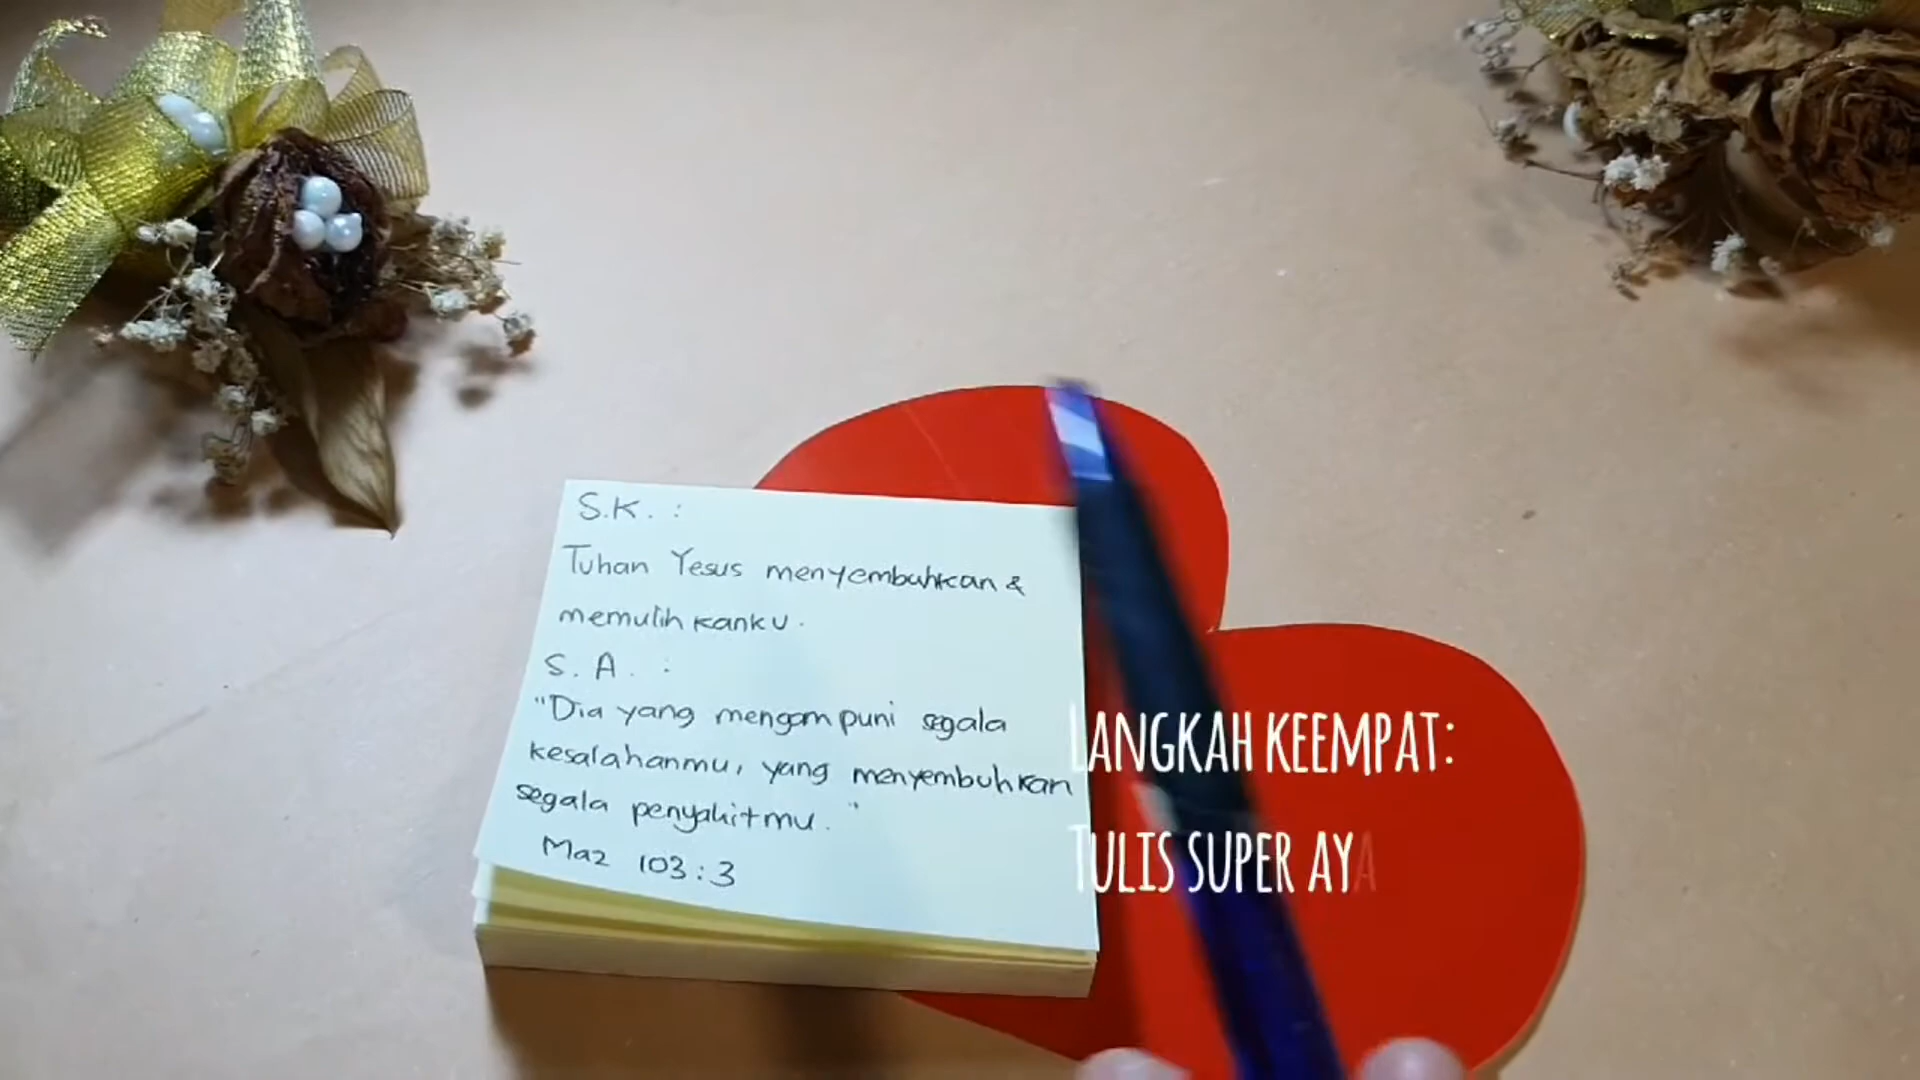 S.K. :
Tuhan Yesus menyembuhkan &
memulihkanku.
S. A. :
"Dia yang mengampuni segala
kesalahanmu, yang menyembuhkan
segala penyakitmu."
Maz 103:3
LANGKAH KEEMPAT:
TULIS SUPER AYA